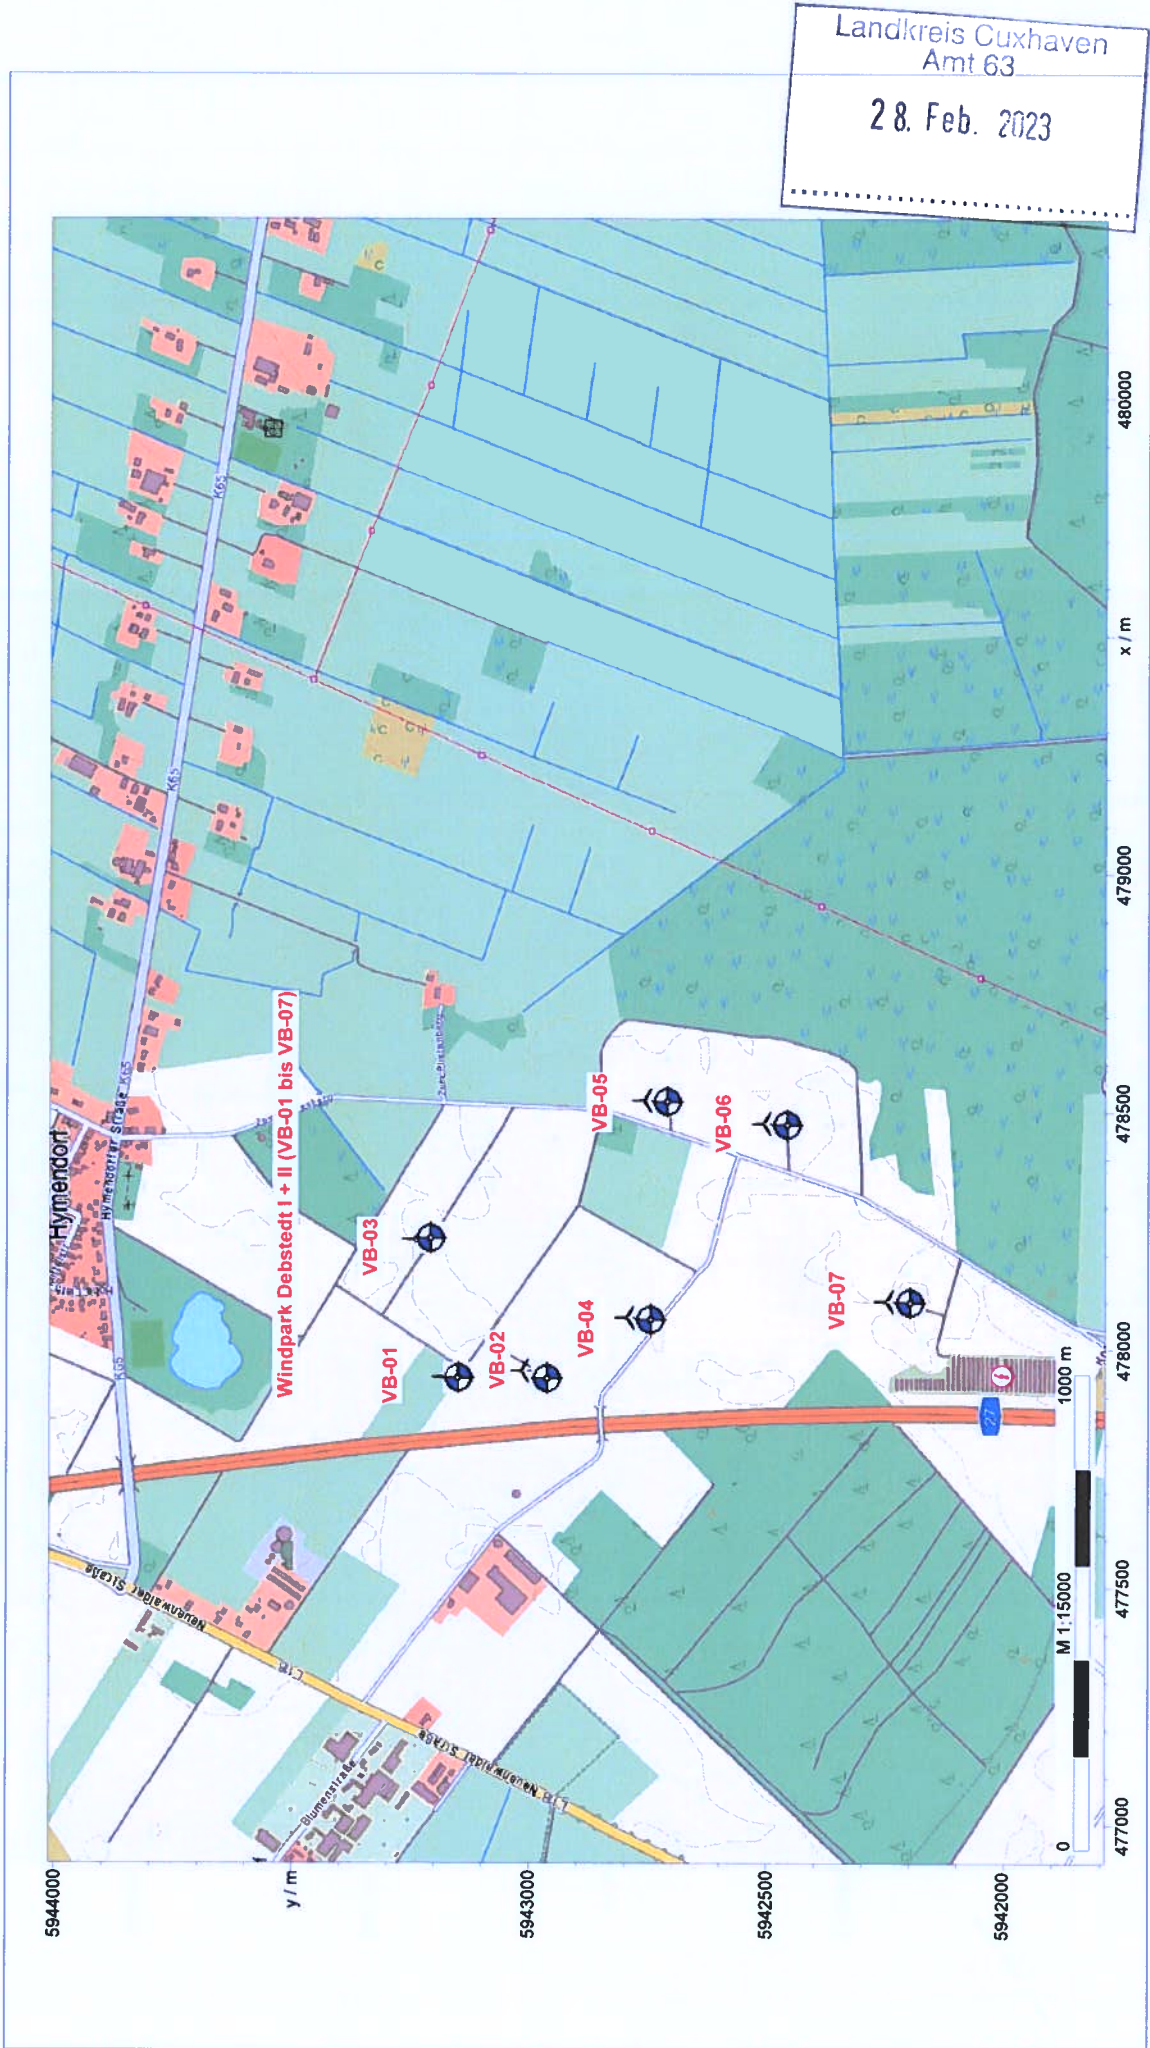 Landkreis Cuxhaven
Amt 63
28. Feb. 2023
5944000
y / m
5943000
5942500
5942000
477000
477500
478000
478500
479000
x / m
480000
0
M 1:15000
1000 m
Hymendorf
Hymendorfer Straße K65
K65
K65
K65
Windpark Debstedt I + II (VB-01 bis VB-07)
VB-01
VB-02
VB-03
VB-04
VB-05
VB-06
VB-07
27
Neuenwalder Straße
L118
Neuenwalder Straße
L118
Blumenstraße